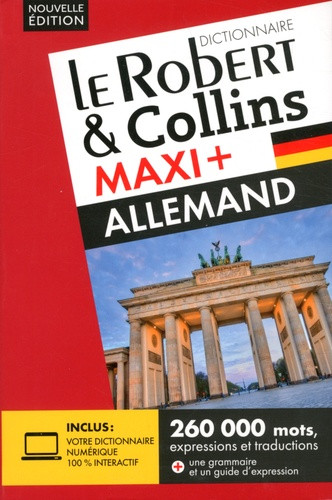 NOUVELLE
ÉDITION
DICTIONNAIRE
LE ROBERT
& Collins
MAXI+
ALLEMAND
INCLUS :
VOTRE DICTIONNAIRE
NUMÉRIQUE
100 % INTERACTIF
260 000 mots,
expressions et traductions
+ une grammaire
et un guide d'expression